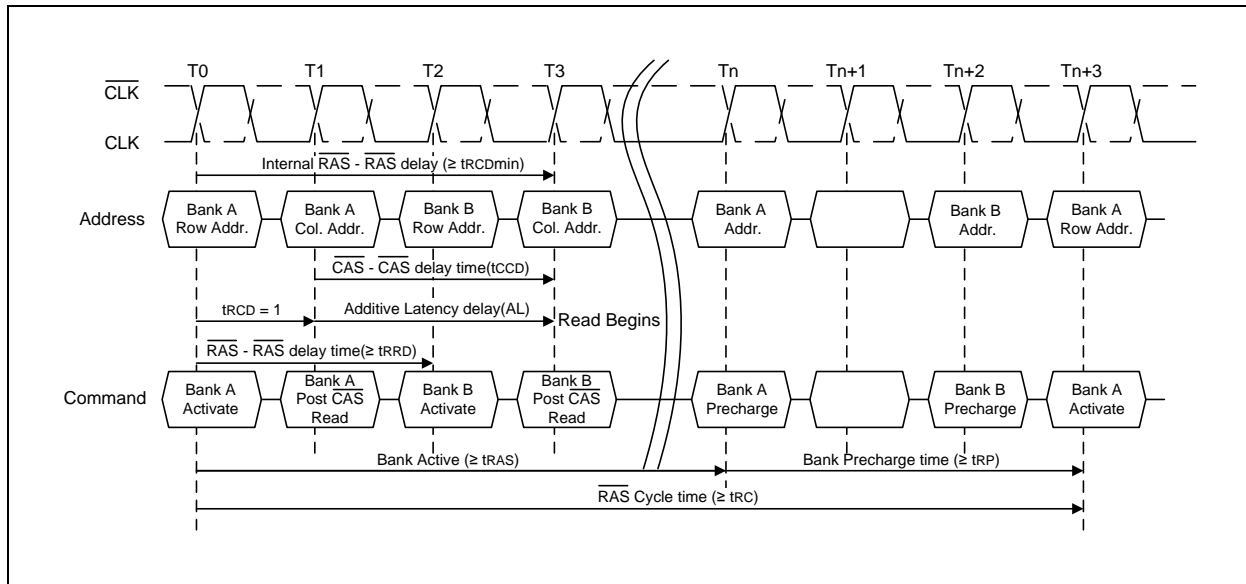 T0 T1 T2 T3 Tn Tn+1 Tn+2 Tn+3
CLK
CLK
Internal RAS - RAS delay (≥ tRCDmin)
Address
Bank A
Row Addr.
Bank A
Col. Addr.
Bank B
Row Addr.
Bank B
Col. Addr.
Bank A
Addr.
Bank B
Addr.
Bank A
Row Addr.
CAS - CAS delay time(tCCD)
tRCD = 1
Additive Latency delay(AL)
Read Begins
RAS - RAS delay time(≥ tRRD)
Command
Bank A
Activate
Bank A
Post CAS
Read
Bank B
Activate
Bank B
Post CAS
Read
Bank A
Precharge
Bank B
Precharge
Bank A
Activate
Bank Active (≥ tRAS)
Bank Precharge time (≥ tRP)
RAS Cycle time (≥ tRC)